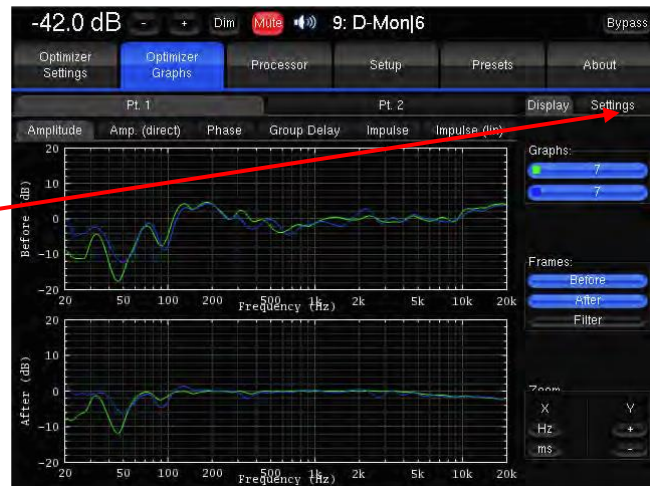 -42.0 dB - + Dim Mute 9: D-Mon|6 Bypass
Optimizer Settings Optimizer Graphs Processor Setup Presets About
Pt. 1 Pt. 2 Display Settings
Amplitude Amp. (direct) Phase Group Delay Impulse Impulse (lin)
Graphs:
7
7
Before (dB)
20
10
0
-10
-20
20 50 100 200 500 1k 2k 5k 10k 20k
Frequency (Hz)
Frames:
Before
After
Filter
After (dB)
20
10
0
-10
-20
20 50 100 200 500 1k 2k 5k 10k 20k
Frequency (Hz)
Zoom
X Y
Hz +
ms -